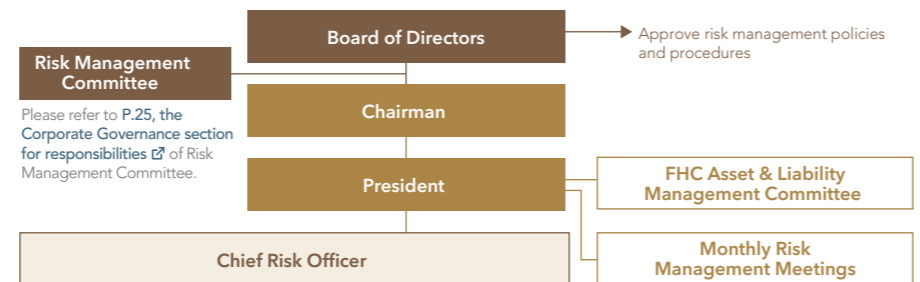 Board of Directors
Approve risk management policies
and procedures
Risk Management
Committee
Please refer to P.25, the
Corporate Governance section
for responsibilities of Risk
Management Committee.
Chairman
President
FHC Asset & Liability
Management Committee
Chief Risk Officer
Monthly Risk
Management Meetings